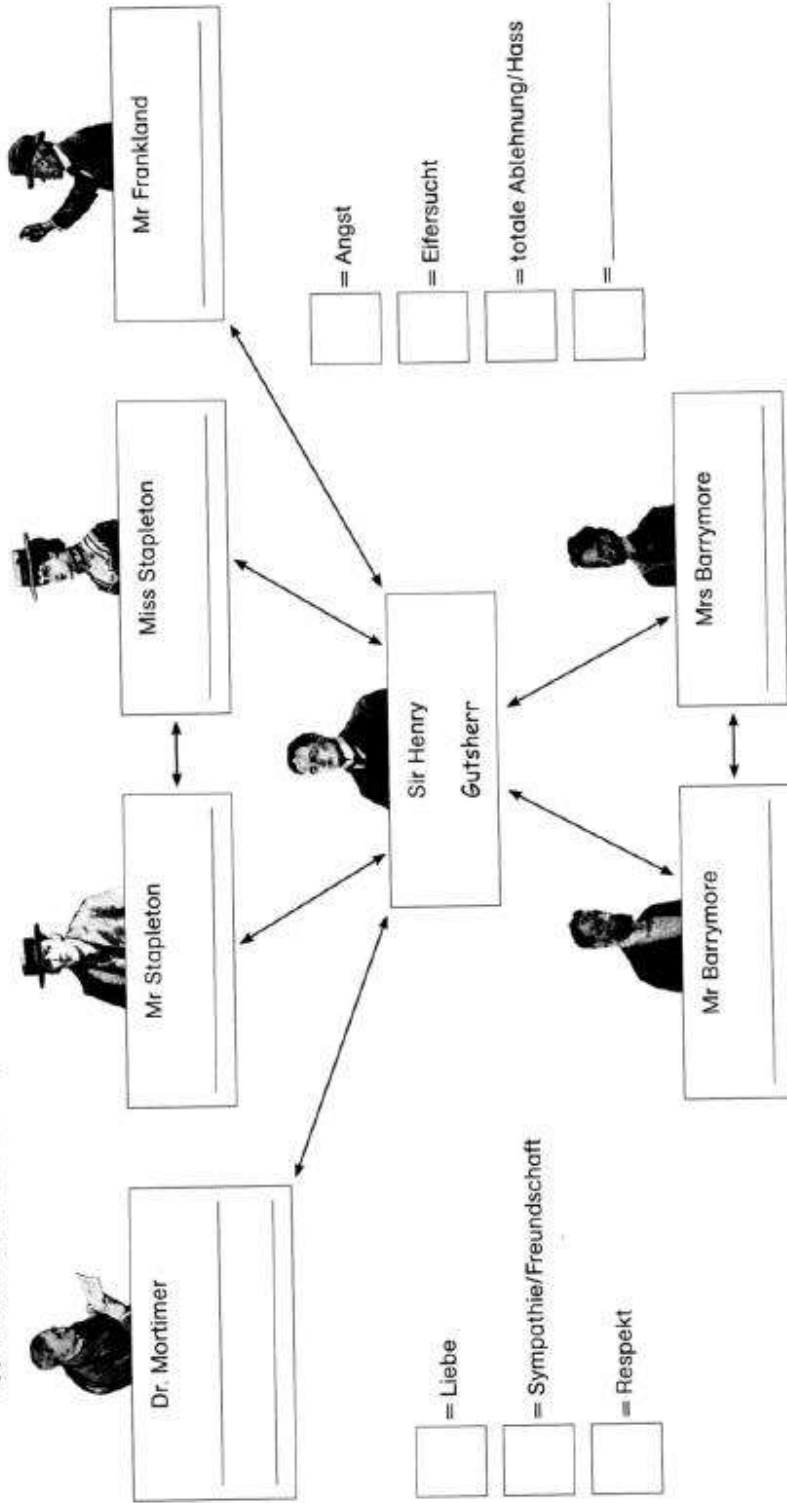 Dr. Mortimer
Mr Stapleton
Miss Stapleton
Mr Frankland
Sir Henry
Gutsherr
Mr Barrymore
Mrs Barrymore
= Liebe
= Sympathie/Freundschaft
= Respekt
= Angst
= Eifersucht
= totale Ablehnung/Hass
=